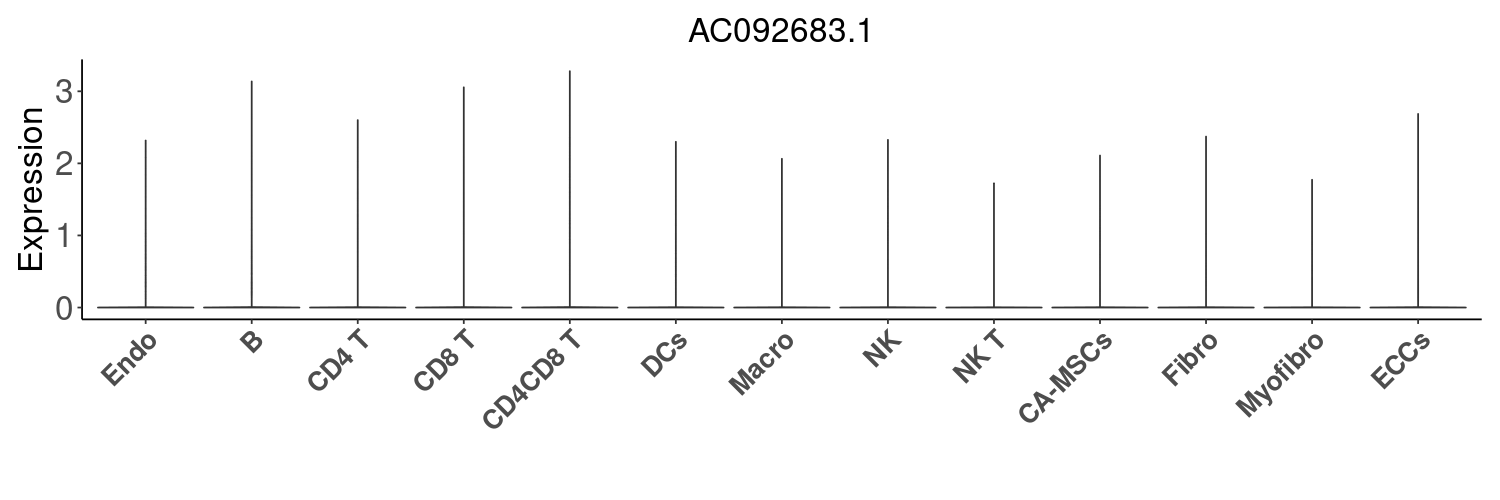 AC092683.1
Expression
3
2
1
0
Endo
B
CD4 T
CD8 T
CD4CD8 T
DCs
Macro
NK
NK T
CA-MSCs
Fibro
Myofibro
ECCs